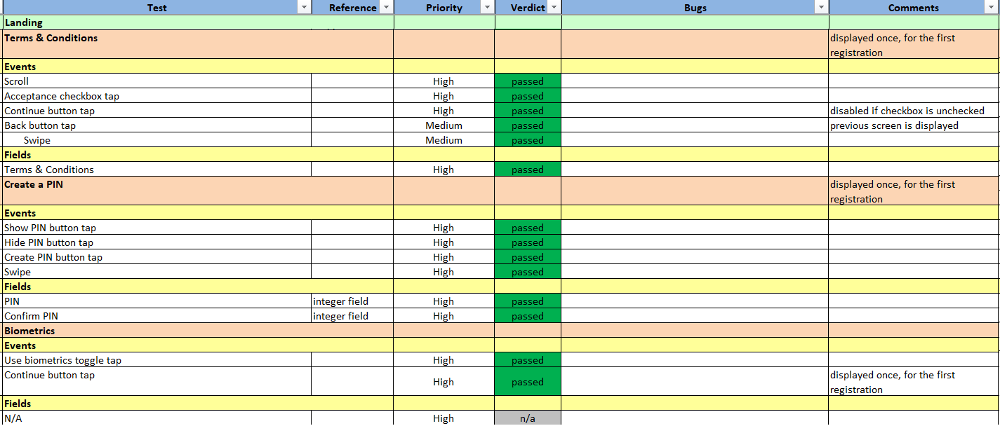 Test Reference Priority Verdict Bugs Comments
Landing
Terms & Conditions displayed once, for the first
registration
Events
Scroll High passed
Acceptance checkbox tap High passed
Continue button tap High passed disabled if checkbox is unchecked
Back button tap Medium passed previous screen is displayed
Swipe Medium passed
Fields
Terms & Conditions High passed
Create a PIN displayed once, for the first
registration
Events
Show PIN button tap High passed
Hide PIN button tap High passed
Create PIN button tap High passed
Swipe High passed
Fields
PIN integer field High passed
Confirm PIN integer field High passed
Biometrics
Events
Use biometrics toggle tap High passed
Continue button tap High passed displayed once, for the first
registration
Fields
N/A High n/a